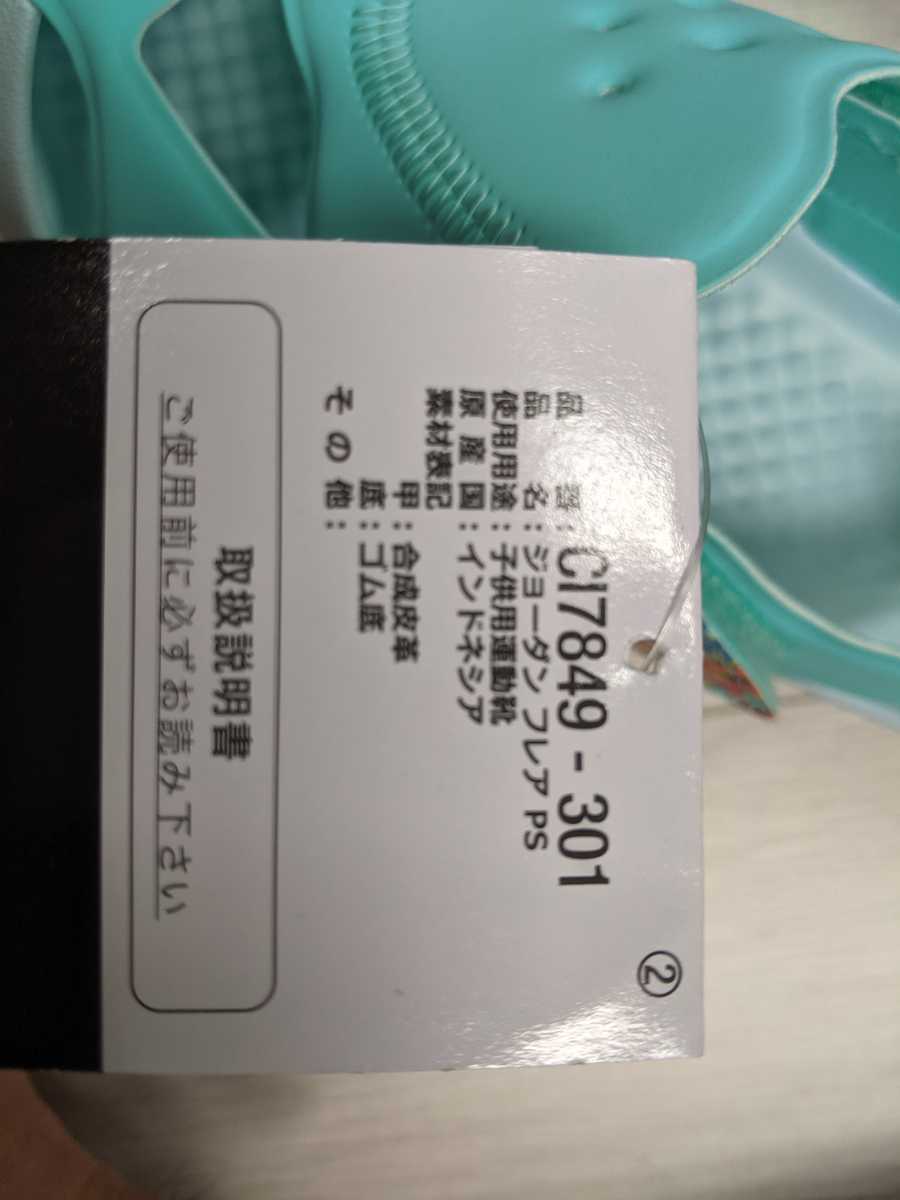 ②
品 番：CI7849 - 301
品 名：ジョーダン フレア PS
使用用途：子供用運動靴
原 産 国：インドネシア
素材表記
甲：合成皮革
底：ゴム底
そ の 他：
取扱説明書
ご使用前に必ずお読み下さい